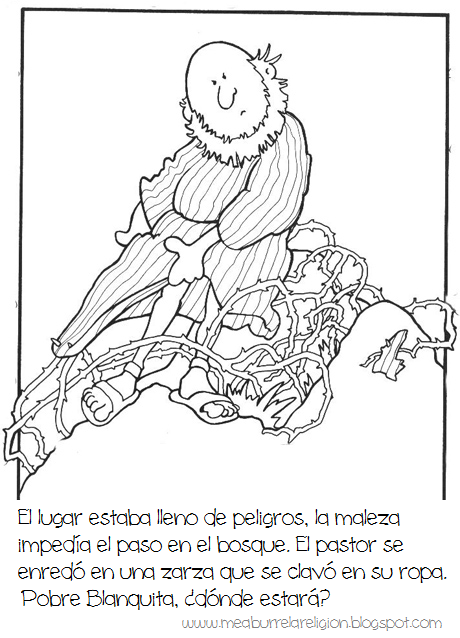 El lugar estaba lleno de peligros, la maleza
impedía el paso en el bosque. El pastor se
enredó en una zarza que se clavó en su ropa.
Pobre Blanquita, ¿dónde estará?
www.meaburrelareligion.blogspot.com